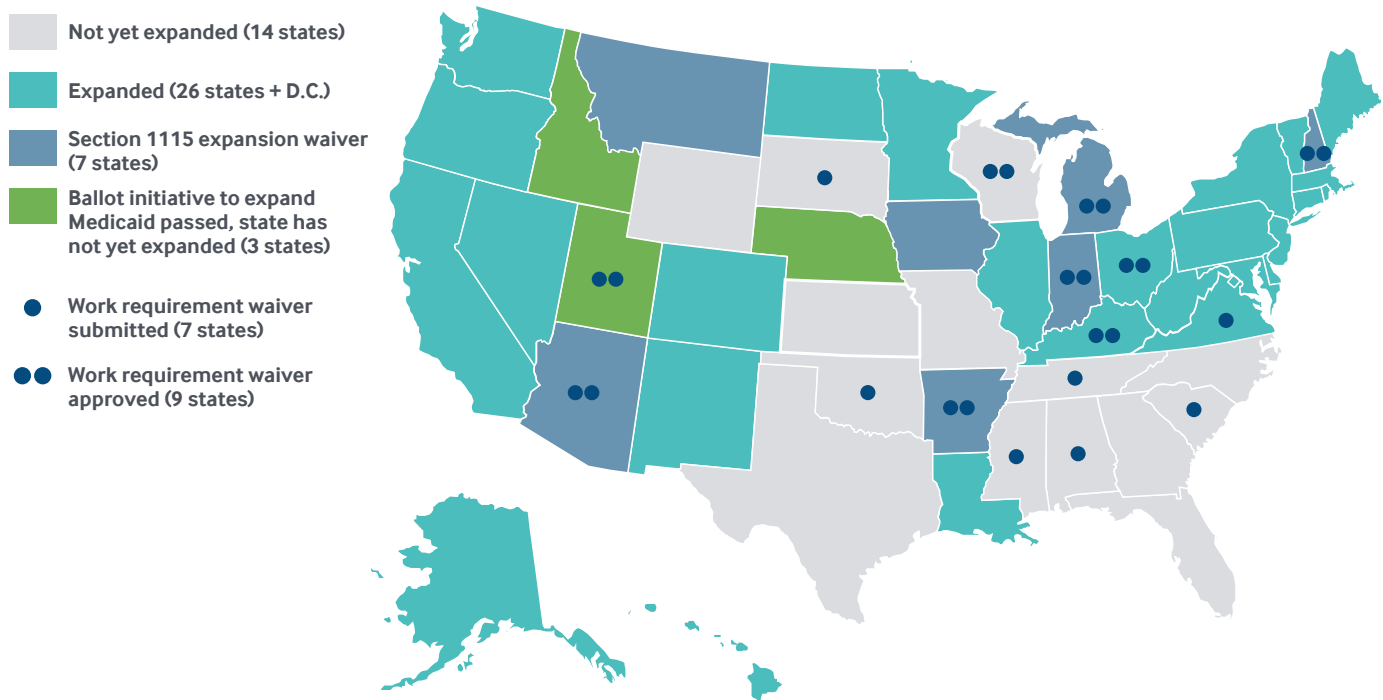 Not yet expanded (14 states)
Expanded (26 states + D.C.)
Section 1115 expansion waiver
(7 states)
Ballot initiative to expand
Medicaid passed, state has
not yet expanded (3 states)
Work requirement waiver
submitted (7 states)
Work requirement waiver
approved (9 states)